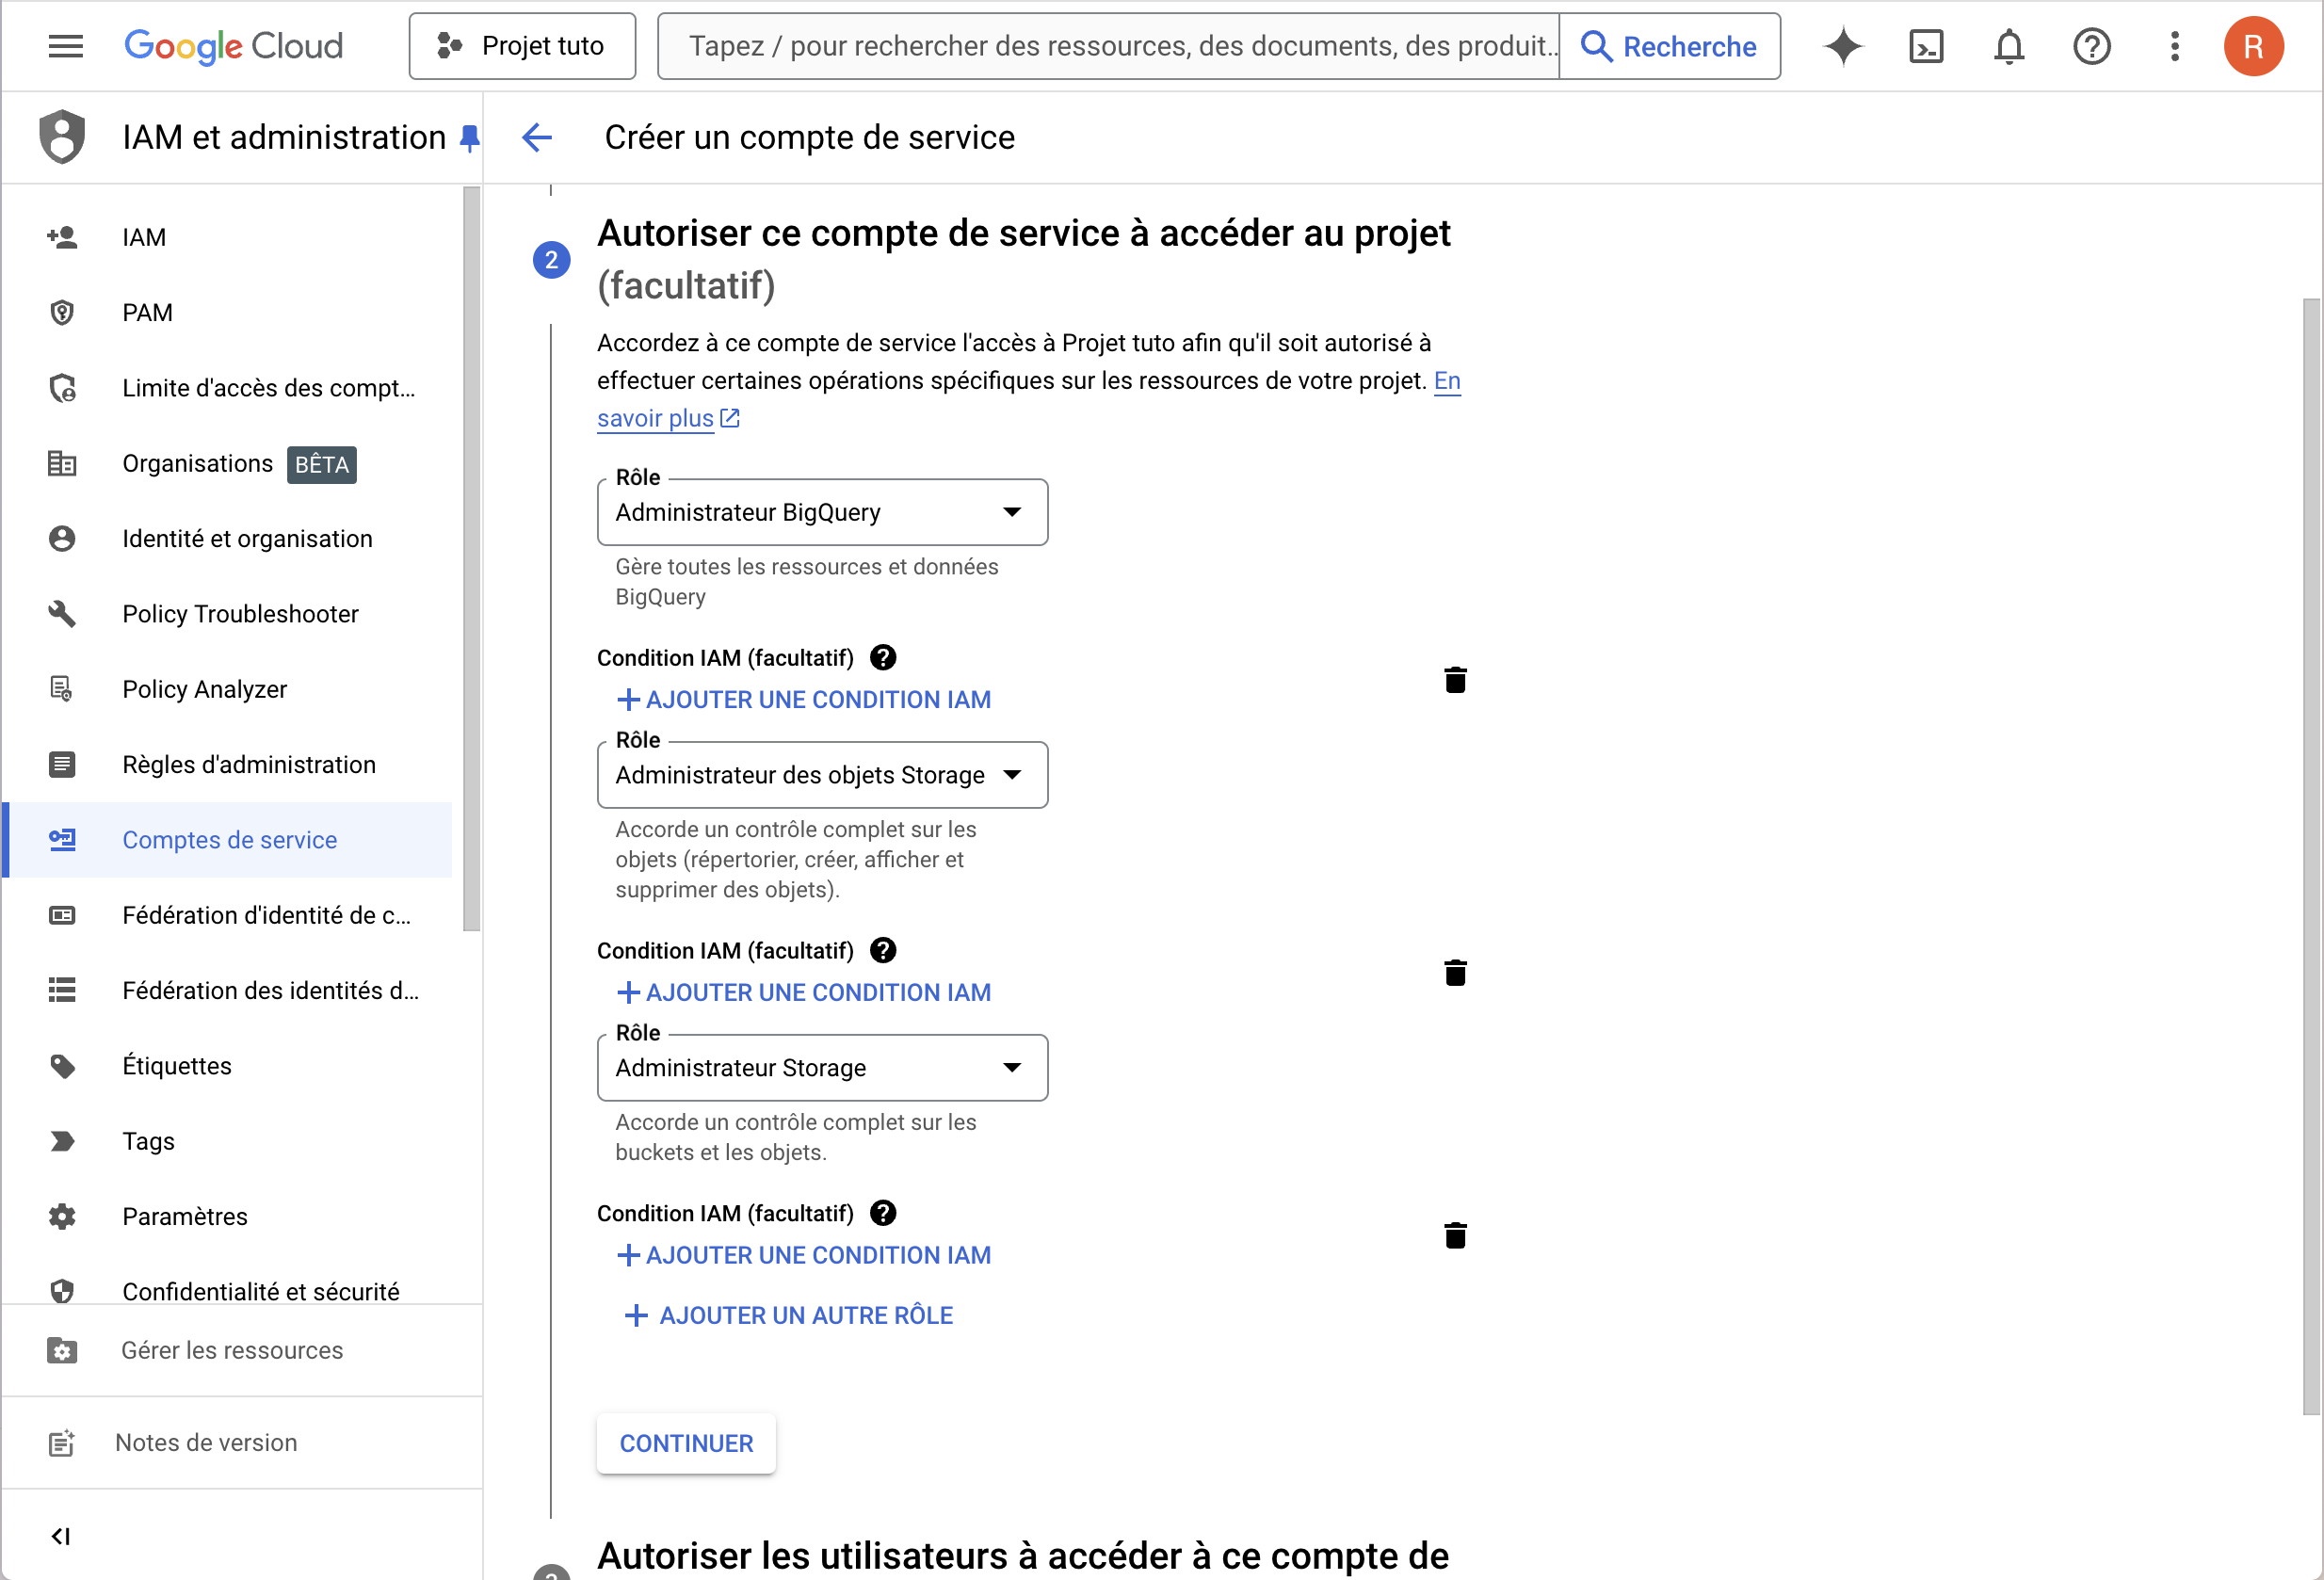 Google Cloud
Projet tuto
Tapez / pour rechercher des ressources, des documents, des produit…
Recherche
R
IAM et administration
Créer un compte de service
IAM
PAM
Limite d'accès des compt…
Organisations BÊTA
Identité et organisation
Policy Troubleshooter
Policy Analyzer
Règles d'administration
Comptes de service
Fédération d'identité de c…
Fédération des identités d…
Étiquettes
Tags
Paramètres
Confidentialité et sécurité
Gérer les ressources
Notes de version
2
Autoriser ce compte de service à accéder au projet
(facultatif)
Accordez à ce compte de service l'accès à Projet tuto afin qu'il soit autorisé à
effectuer certaines opérations spécifiques sur les ressources de votre projet. En
savoir plus
Rôle
Administrateur BigQuery
Gère toutes les ressources et données
BigQuery
Condition IAM (facultatif)
AJOUTER UNE CONDITION IAM
Rôle
Administrateur des objets Storage
Accorde un contrôle complet sur les
objets (répertorier, créer, afficher et
supprimer des objets).
Condition IAM (facultatif)
AJOUTER UNE CONDITION IAM
Rôle
Administrateur Storage
Accorde un contrôle complet sur les
buckets et les objets.
Condition IAM (facultatif)
AJOUTER UNE CONDITION IAM
AJOUTER UN AUTRE RÔLE
CONTINUER
Autoriser les utilisateurs à accéder à ce compte de